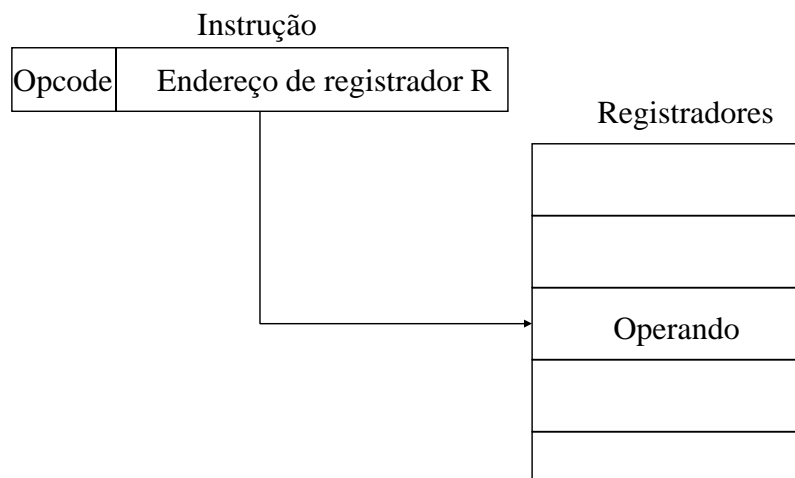 Instrução
Opcode
Endereço de registrador R
Registradores
Operando